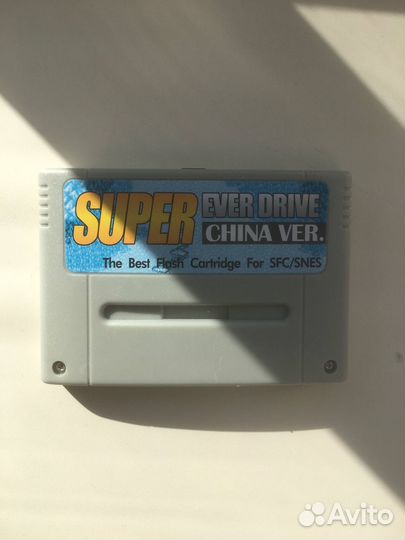 SUPER EVER DRIVE
CHINA VER.
The Best Flash Cartridge For SFC/SNES
Avito